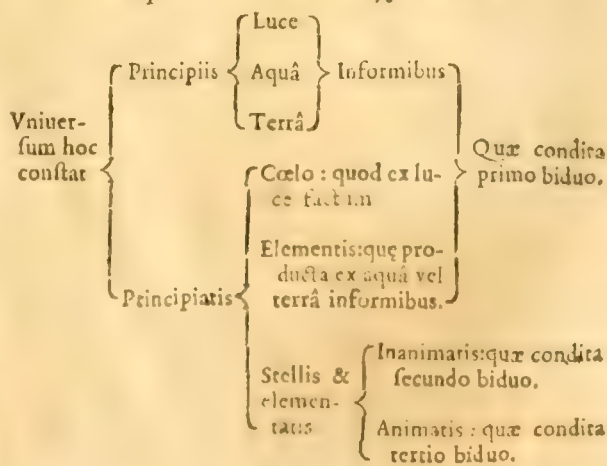 Luce
Principiis
Aquâ
Informibus
Terrâ
Vniuer-
ſum hoc
conſtat
Quæ condita
primo biduo.
Cœlo : quod ex lu-
ce factum
Elementis:quę pro-
ducta ex aquâ vel
terrâ informibus.
Principiatis
Stellis &
elemen-
tatis
Inanimatis:quæ condita
ſecundo biduo.
Animatis : quæ condita
tertio biduo.